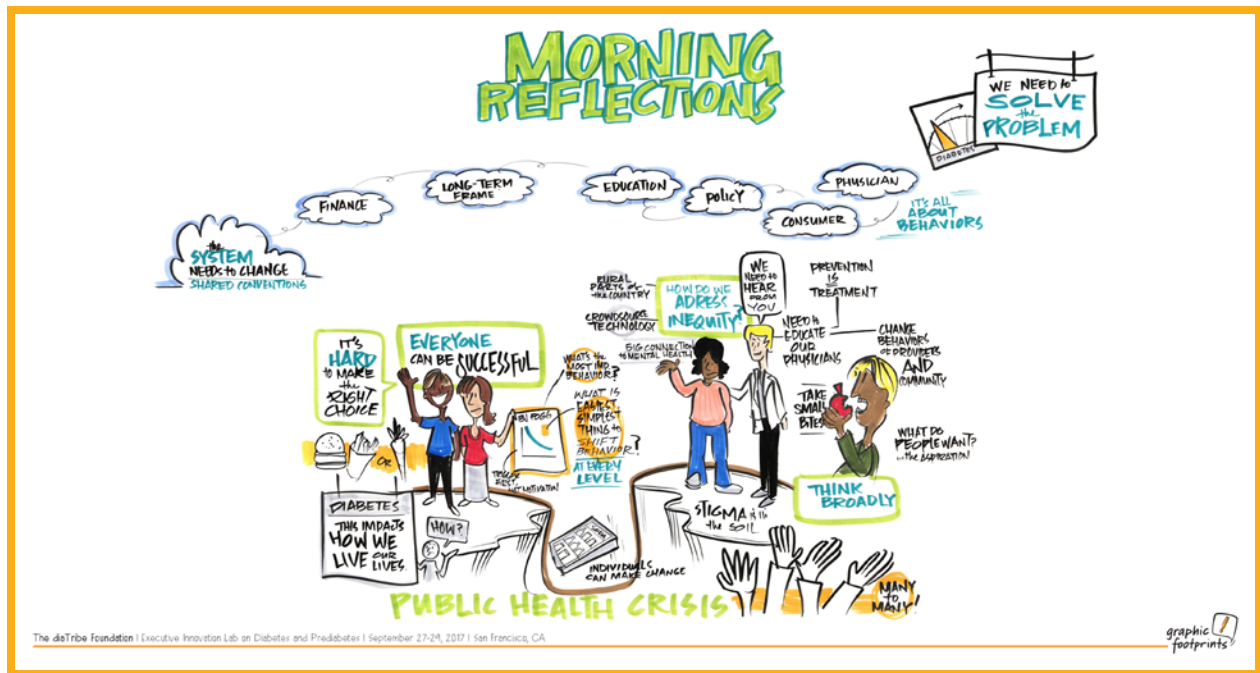 MORNING
REFLECTIONS
WE NEED to
SOLVE
the
PROBLEM
DIABETES
the
SYSTEM
NEEDS to CHANGE
SHARED CONVENTIONS
FINANCE
LONG-TERM
FRAME
EDUCATION
POLICY
CONSUMER
PHYSICIAN
IT'S ALL
ABOUT
BEHAVIORS
IT'S
HARD
to MAKE
the
RIGHT
CHOICE
EVERYONE
CAN BE SUCCESSFUL
OR
DIABETES
THIS IMPACTS
HOW WE
LIVE OUR
LIVES
HOW?
WHAT'S the
MOST IMP.
BEHAVIOR?
WHAT IS
EASIEST
SIMPLEST
THING to
SHIFT
BEHAVIOR?
AT EVERY
LEVEL
BJ FOGG
TRIGGER
FIRST,
NOT MOTIVATION
RURAL
PARTS of
the COUNTRY
CROWDSOURCE
TECHNOLOGY
BIG CONNECTION
to MENTAL HEALTH
HOW DO WE
ADRESS
INEQUITY?
WE
NEED to
HEAR
FROM
YOU
PREVENTION
IS
TREATMENT
NEED to
EDUCATE
OUR
PHYSICIANS
CHANGE
BEHAVIORS
of PROVIDERS
AND
COMMUNITY
TAKE
SMALL
BITES
WHAT DO
PEOPLE WANT?
...the ASPIRATION
THINK
BROADLY
STIGMA is in
the SOIL
INDIVIDUALS
CAN MAKE CHANGE
MANY
to
MANY!
PUBLIC HEALTH CRISIS
The diaTribe Foundation | Executive Innovation Lab on Diabetes and Prediabetes | September 27-29, 2017 | San Francisco, CA
graphic
footprints